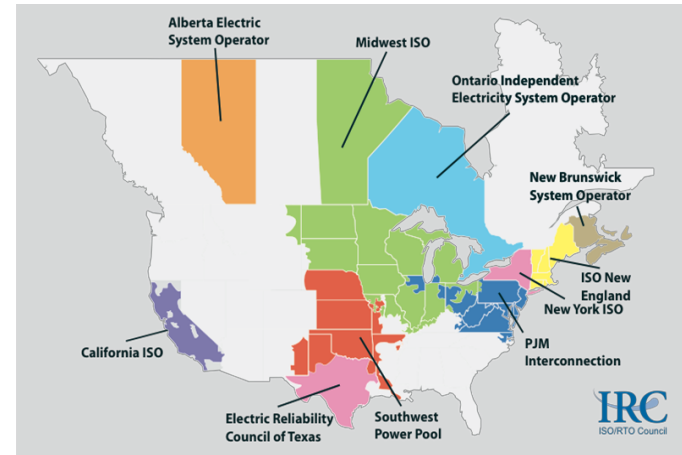 Alberta Electric
System Operator
Midwest ISO
Ontario Independent
Electricity System Operator
New Brunswick
System Operator
ISO New
England
New York ISO
PJM
Interconnection
California ISO
Electric Reliability
Council of Texas
Southwest
Power Pool
IRC
ISO/RTO Council